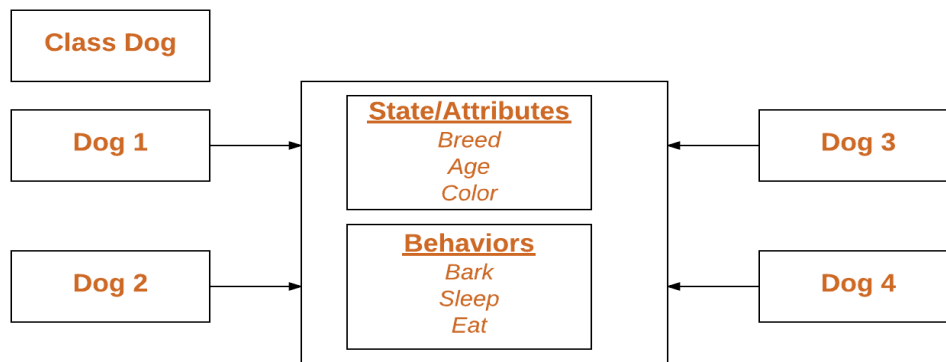 Class Dog
Dog 1
Dog 2
State/Attributes
Breed
Age
Color
Behaviors
Bark
Sleep
Eat
Dog 3
Dog 4